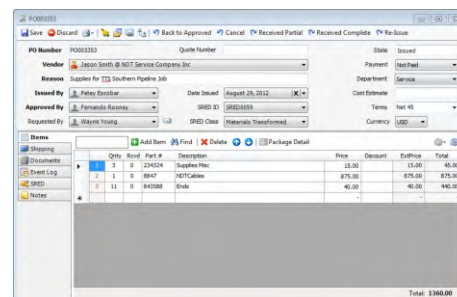 PO003353
Save Discard Back to Approved Cancel Received Partial Received Complete Re-Issue
PO Number PO003353 Quote Number State Issued
Vendor Jason Smith @ NDT Service Company Inc Payment Not Paid
Reason Supplies for TTS Southern Pipeline Job Department Service
Issued By Patey Escobar Date Issued August 29, 2012 Cost Estimate
Approved By Fernando Rooney SRED ID SRED0059 Terms Net 45
Requested By Wayne Young SRED Class Materials Transformed Currency USD
Items
Shipping
Documents
Event Log
SRED
Notes
Add Item Find Delete Package Detail
Qnty Rcvd Part # Description Price Discount ExtPrice Total
1 3 0 234324 Supplies Misc 15.00 15.00 45.00
2 1 0 8847 NDTCables 875.00 875.00 875.00
3 11 0 843588 Ends 40.00 40.00 440.00
Total: 1360.00